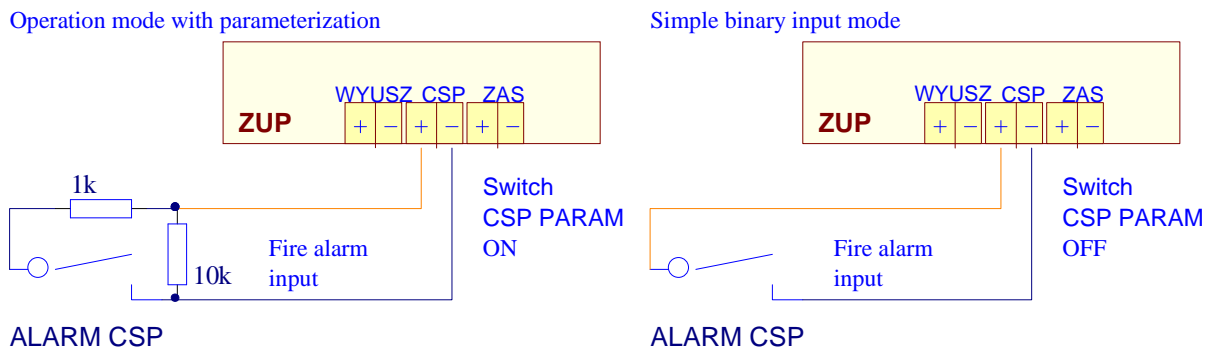 Operation mode with parameterization
WYUSZ CSP ZAS
ZUP
+ − + − + −
1k
Switch
CSP PARAM
ON
Fire alarm
input
10k
ALARM CSP
Simple binary input mode
WYUSZ CSP ZAS
ZUP
+ − + − + −
Switch
CSP PARAM
OFF
Fire alarm
input
ALARM CSP